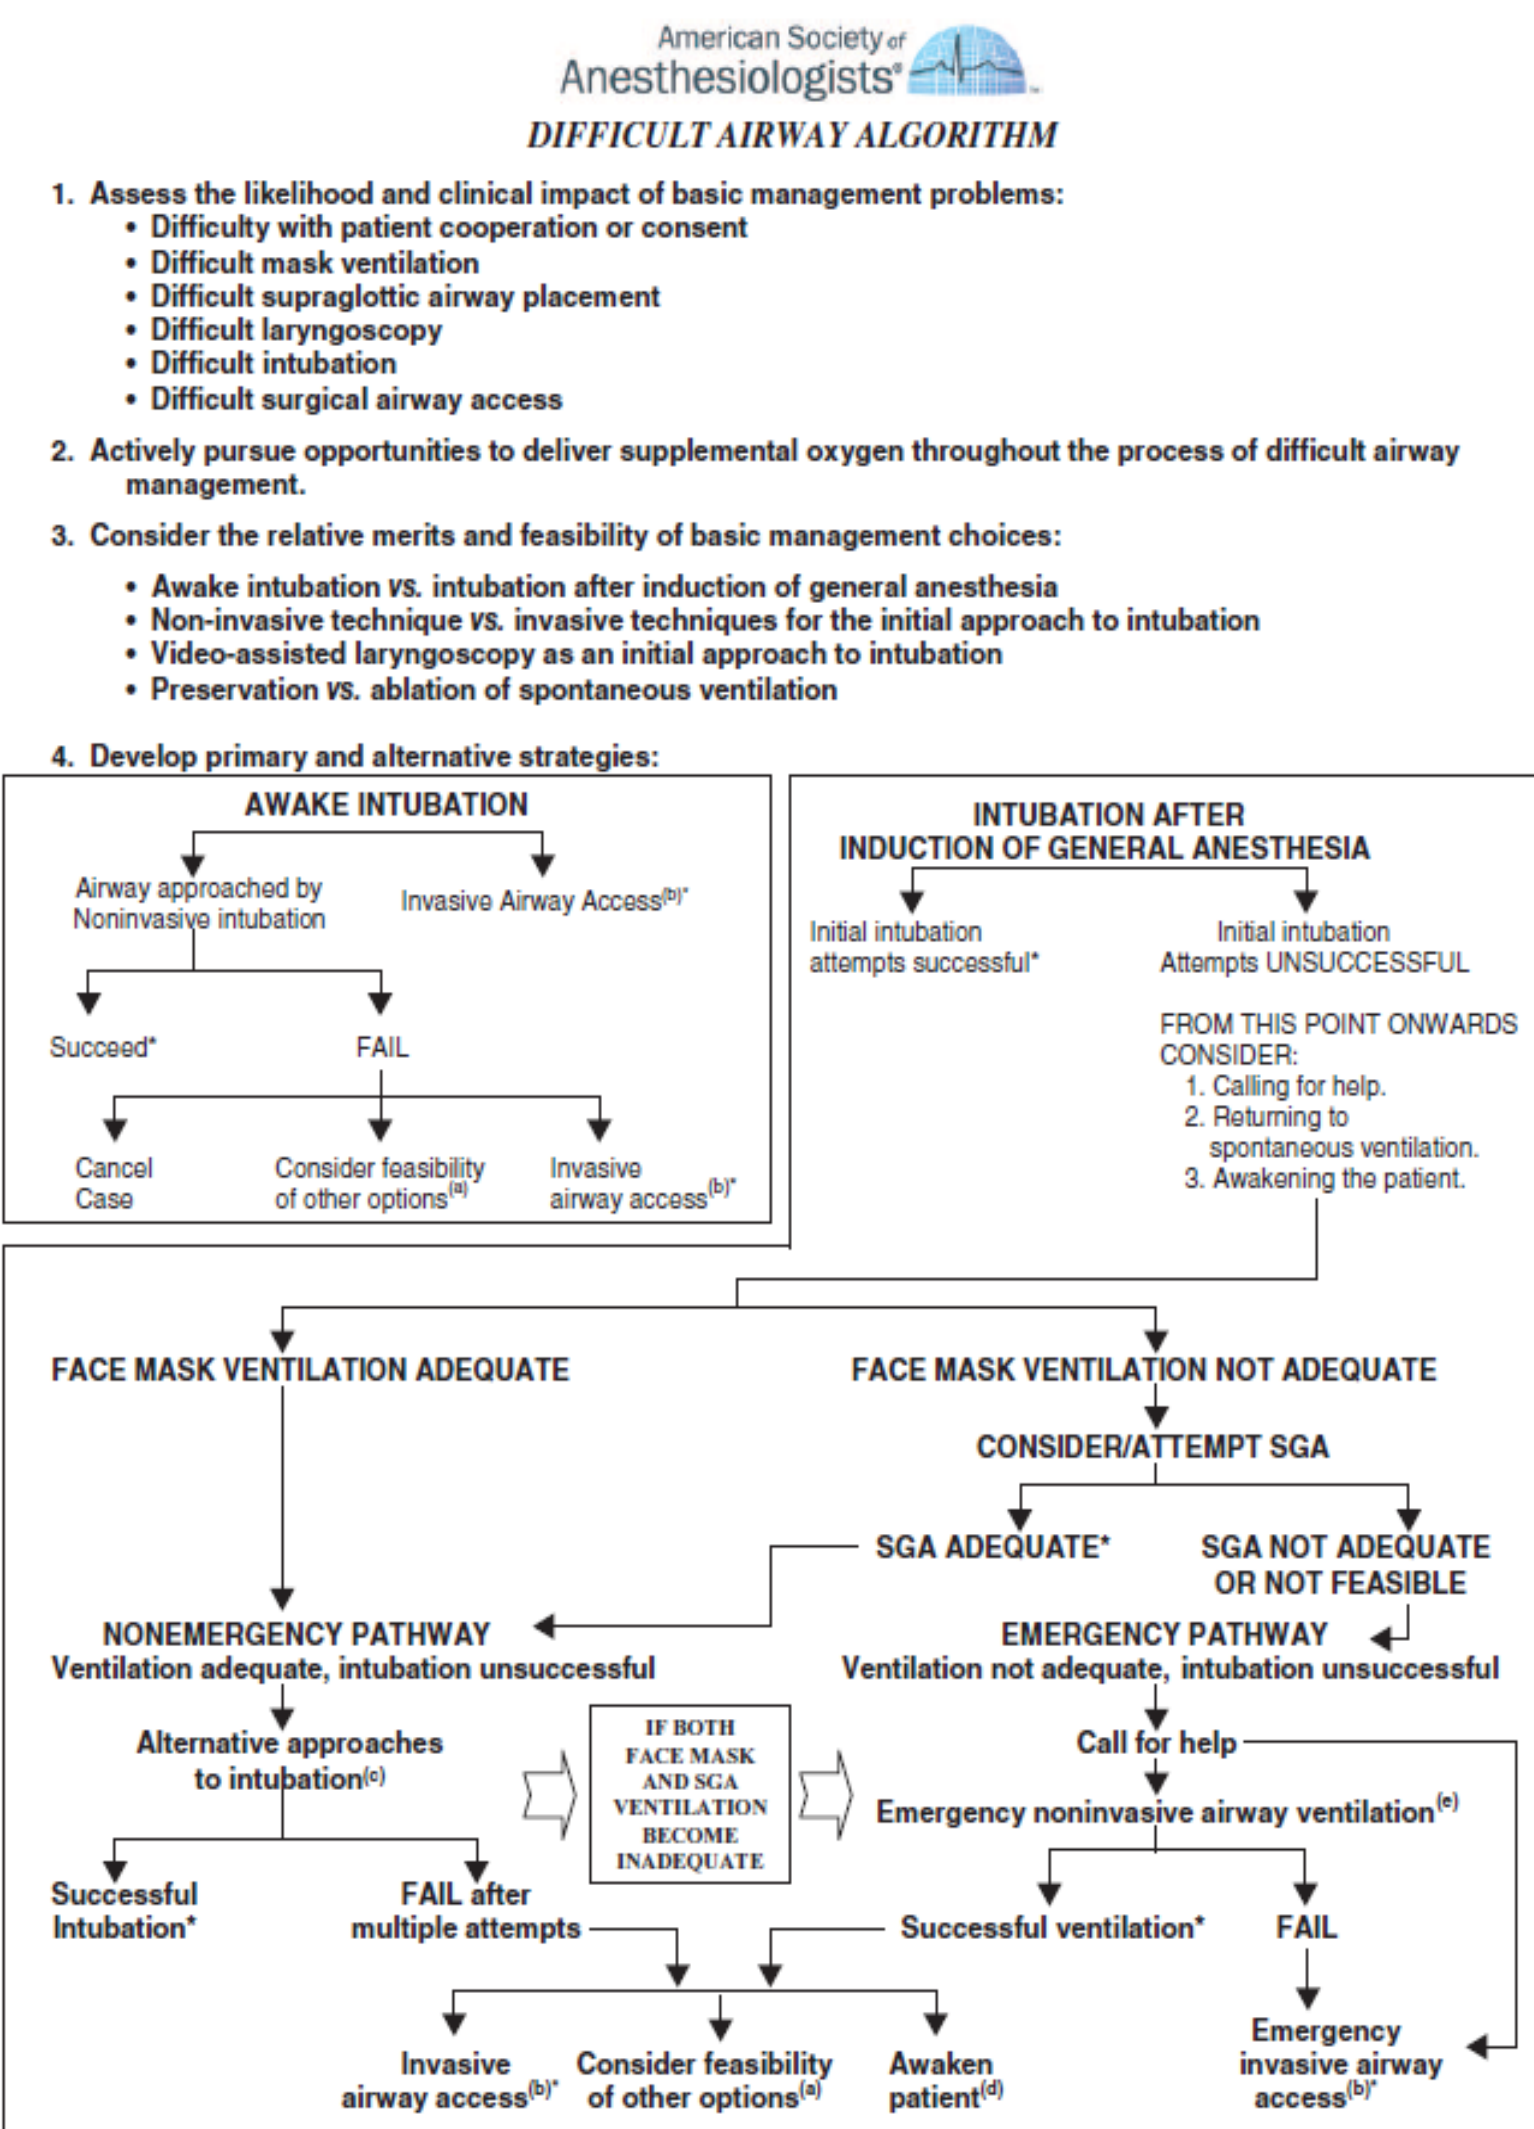 American Society of
Anesthesiologists®
DIFFICULT AIRWAY ALGORITHM
1. Assess the likelihood and clinical impact of basic management problems:
• Difficulty with patient cooperation or consent
• Difficult mask ventilation
• Difficult supraglottic airway placement
• Difficult laryngoscopy
• Difficult intubation
• Difficult surgical airway access
2. Actively pursue opportunities to deliver supplemental oxygen throughout the process of difficult airway
management.
3. Consider the relative merits and feasibility of basic management choices:
• Awake intubation vs. intubation after induction of general anesthesia
• Non-invasive technique vs. invasive techniques for the initial approach to intubation
• Video-assisted laryngoscopy as an initial approach to intubation
• Preservation vs. ablation of spontaneous ventilation
4. Develop primary and alternative strategies:
AWAKE INTUBATION
Airway approached by
Noninvasive intubation
Invasive Airway Access(b)*
Succeed*
FAIL
Cancel
Case
Consider feasibility
of other options(a)
Invasive
airway access(b)*
INTUBATION AFTER
INDUCTION OF GENERAL ANESTHESIA
Initial intubation
attempts successful*
Initial intubation
Attempts UNSUCCESSFUL
FROM THIS POINT ONWARDS
CONSIDER:
1. Calling for help.
2. Returning to
spontaneous ventilation.
3. Awakening the patient.
FACE MASK VENTILATION ADEQUATE
FACE MASK VENTILATION NOT ADEQUATE
CONSIDER/ATTEMPT SGA
SGA ADEQUATE*
SGA NOT ADEQUATE
OR NOT FEASIBLE
NONEMERGENCY PATHWAY
Ventilation adequate, intubation unsuccessful
EMERGENCY PATHWAY
Ventilation not adequate, intubation unsuccessful
Alternative approaches
to intubation(c)
IF BOTH
FACE MASK
AND SGA
VENTILATION
BECOME
INADEQUATE
Call for help
Emergency noninvasive airway ventilation(e)
Successful
Intubation*
FAIL after
multiple attempts
Successful ventilation*
FAIL
Invasive
airway access(b)*
Consider feasibility
of other options(a)
Awaken
patient(d)
Emergency
invasive airway
access(b)*